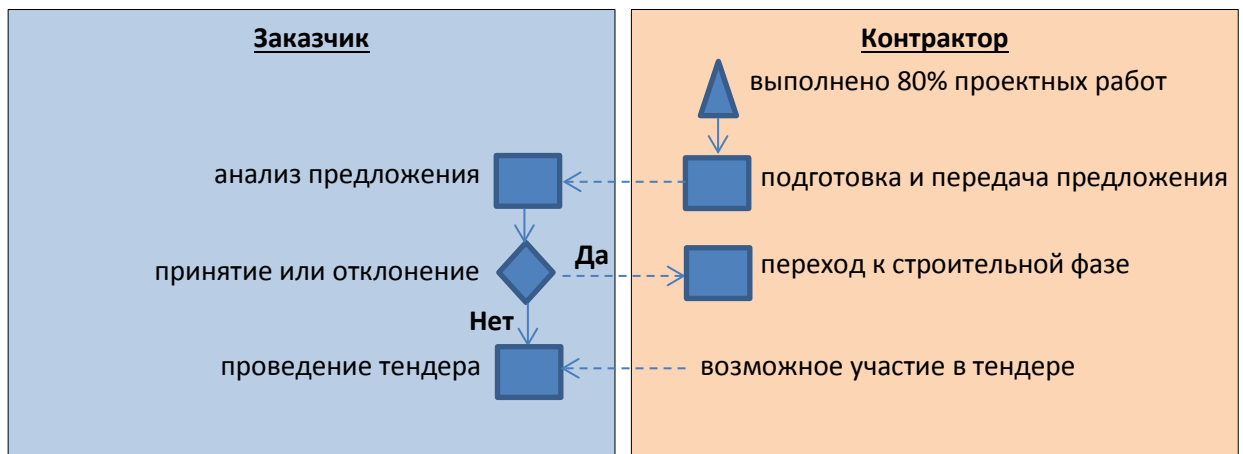 Заказчик
Контрактор
выполнено 80% проектных работ
анализ предложения
подготовка и передача предложения
принятие или отклонение
Да
переход к строительной фазе
Нет
проведение тендера
возможное участие в тендере